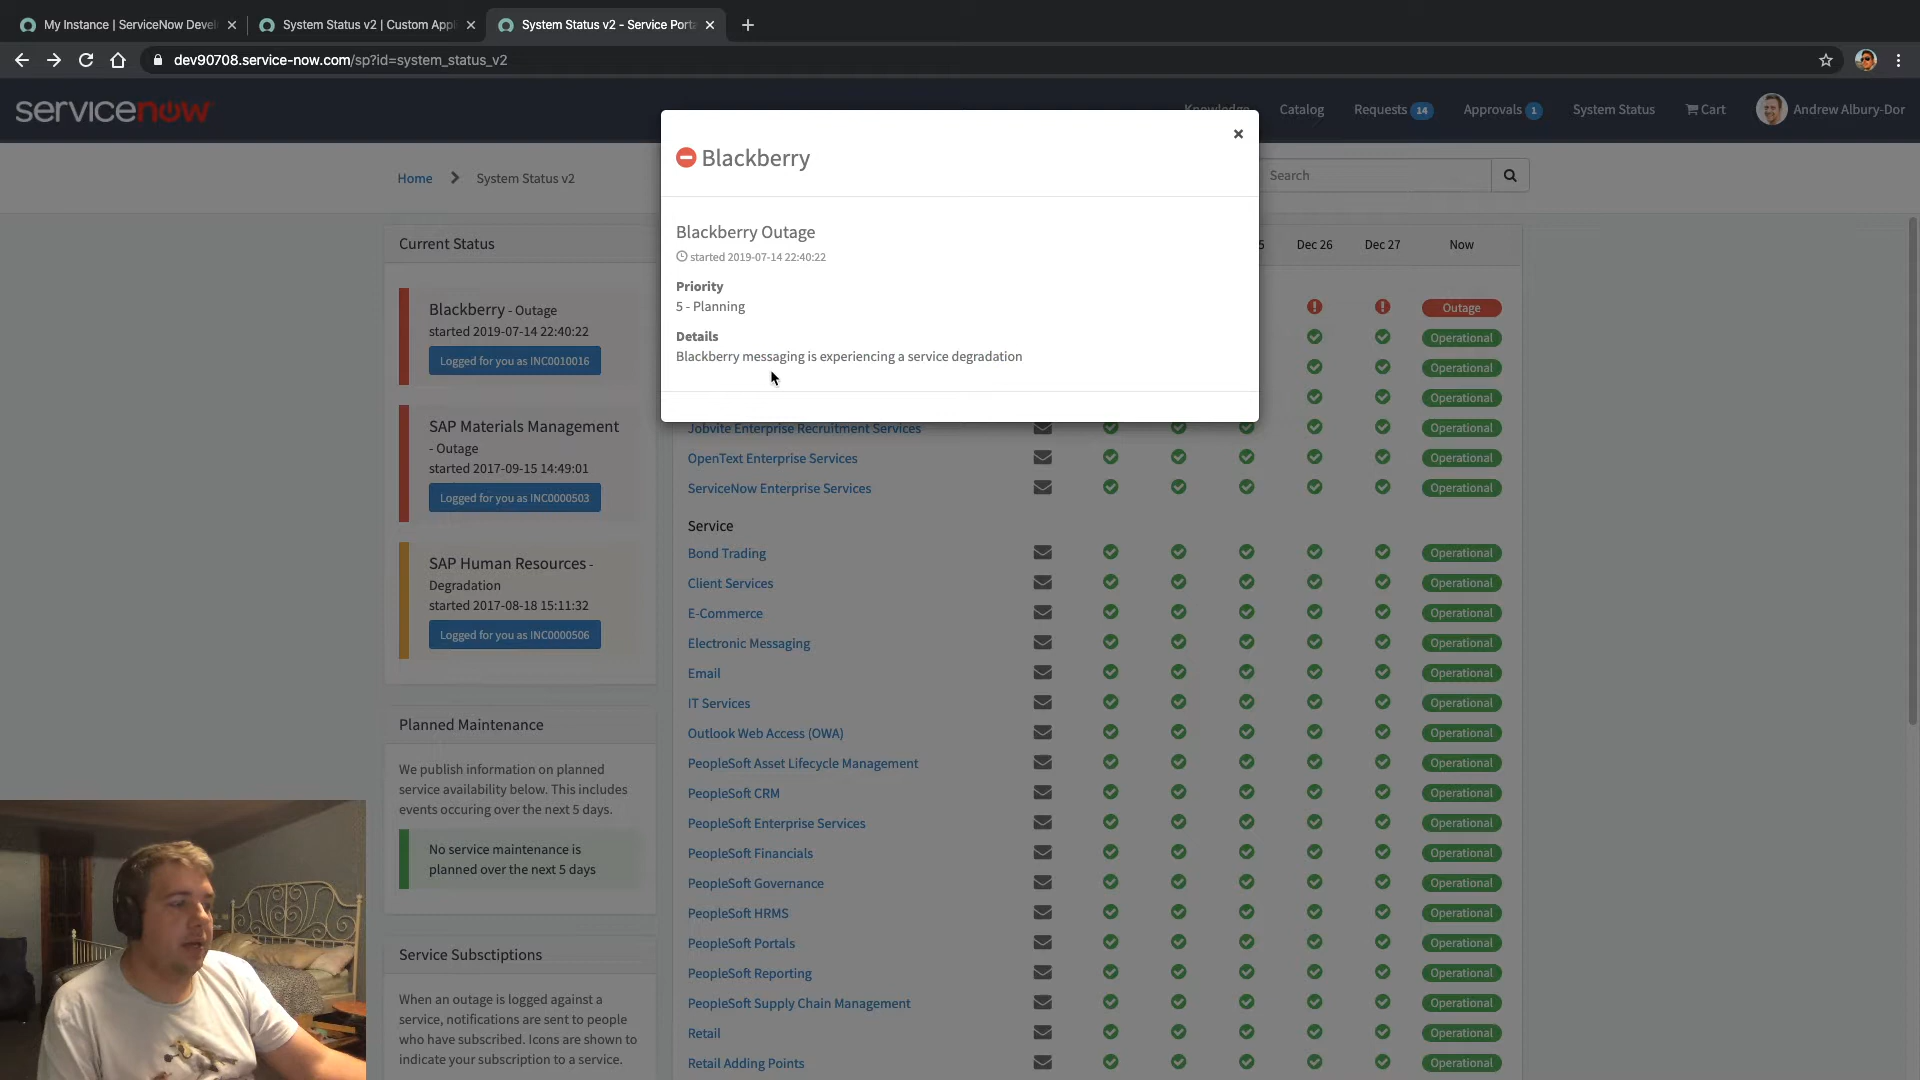 My Instance | ServiceNow Devel
System Status v2 | Custom Appl
System Status v2 - Service Porta
dev90708.service-now.com/sp?id=system_status_v2
servicenow
Knowledge
Catalog
Requests 14
Approvals 1
System Status
Cart
Andrew Albury-Dor
Home
System Status v2
Search
Blackberry
Blackberry Outage
started 2019-07-14 22:40:22
Priority
5 - Planning
Details
Blackberry messaging is experiencing a service degradation
Current Status
Blackberry - Outage
started 2019-07-14 22:40:22
Logged for you as INC0010016
SAP Materials Management
- Outage
started 2017-09-15 14:49:01
Logged for you as INC0000503
SAP Human Resources -
Degradation
started 2017-08-18 15:11:32
Logged for you as INC0000506
Planned Maintenance
We publish information on planned
service availability below. This includes
events occuring over the next 5 days.
No service maintenance is
planned over the next 5 days
Service Subsctiptions
When an outage is logged against a
service, notifications are sent to people
who have subscribed. Icons are shown to
indicate your subscription to a service.
5 Dec 26 Dec 27 Now
Outage
Operational
Operational
Operational
Jobvite Enterprise Recruitment Services Operational
OpenText Enterprise Services Operational
ServiceNow Enterprise Services Operational
Service
Bond Trading Operational
Client Services Operational
E-Commerce Operational
Electronic Messaging Operational
Email Operational
IT Services Operational
Outlook Web Access (OWA) Operational
PeopleSoft Asset Lifecycle Management Operational
PeopleSoft CRM Operational
PeopleSoft Enterprise Services Operational
PeopleSoft Financials Operational
PeopleSoft Governance Operational
PeopleSoft HRMS Operational
PeopleSoft Portals Operational
PeopleSoft Reporting Operational
PeopleSoft Supply Chain Management Operational
Retail Operational
Retail Adding Points Operational